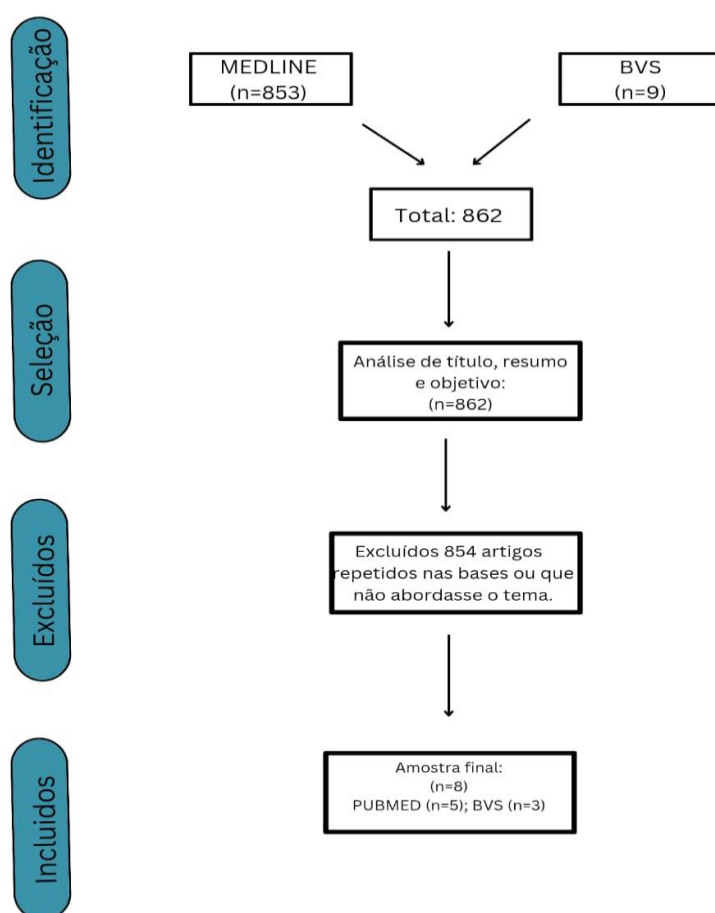 Identificação
MEDLINE
(n=853)
BVS
(n=9)
Total: 862
Seleção
Análise de título, resumo
e objetivo:
(n=862)
Excluídos
Excluídos 854 artigos
repetidos nas bases ou que
não abordasse o tema.
Incluidos
Amostra final:
(n=8)
PUBMED (n=5); BVS (n=3)